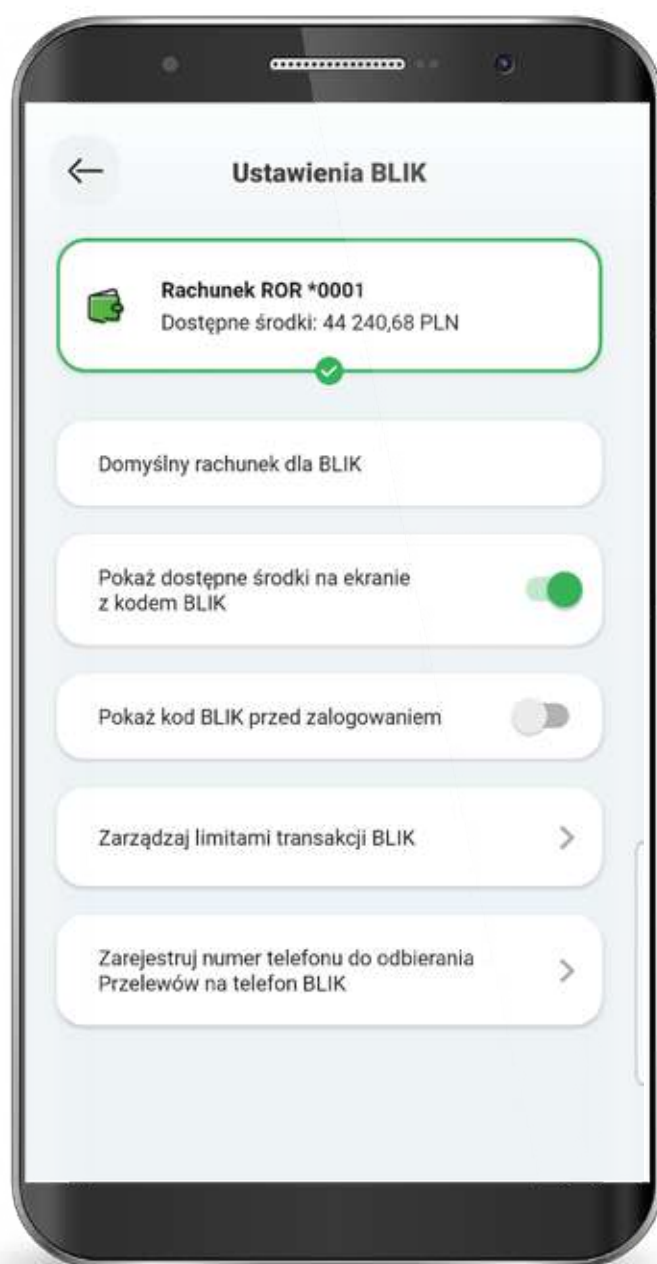 Ustawienia BLIK
Rachunek ROR *0001
Dostępne środki: 44 240,68 PLN
Domyślny rachunek dla BLIK
Pokaż dostępne środki na ekranie
z kodem BLIK
Pokaż kod BLIK przed zalogowaniem
Zarządzaj limitami transakcji BLIK
Zarejestruj numer telefonu do odbierania
Przelewów na telefon BLIK